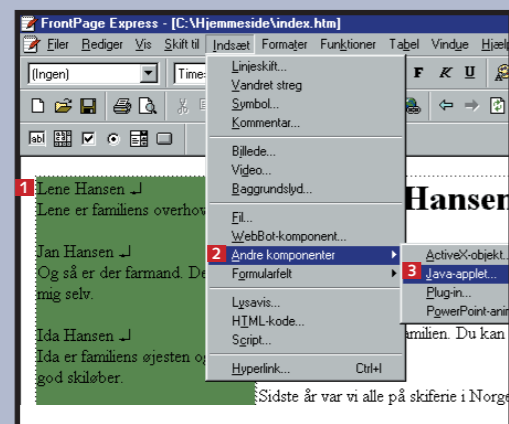 FrontPage Express - [C:\Hjemmeside\index.htm]
Filer Rediger Vis Skift til Indsæt Formater Funktioner Tabel Vindue Hjælp
(Ingen)
F K U
Linjeskift...
Vandret streg
Symbol...
Kommentar...
Billede...
Video...
Baggrundslyd...
Fil...
WebBot-komponent...
2 Andre komponenter
Formularfelt
Lysavis...
HTML-kode...
Script...
Hyperlink... Ctrl+I
ActiveX-objekt...
3 Java-applet...
Plug-in...
1 Lene Hansen ↵
Lene er familiens
Hansen
Jan Hansen ↵
Og så er der farmand.
mig selv.
Ida Hansen ↵
Ida er familiens øjesten
god skiløber.
Du kan
Sidste år var vi alle på skiferie i Norge